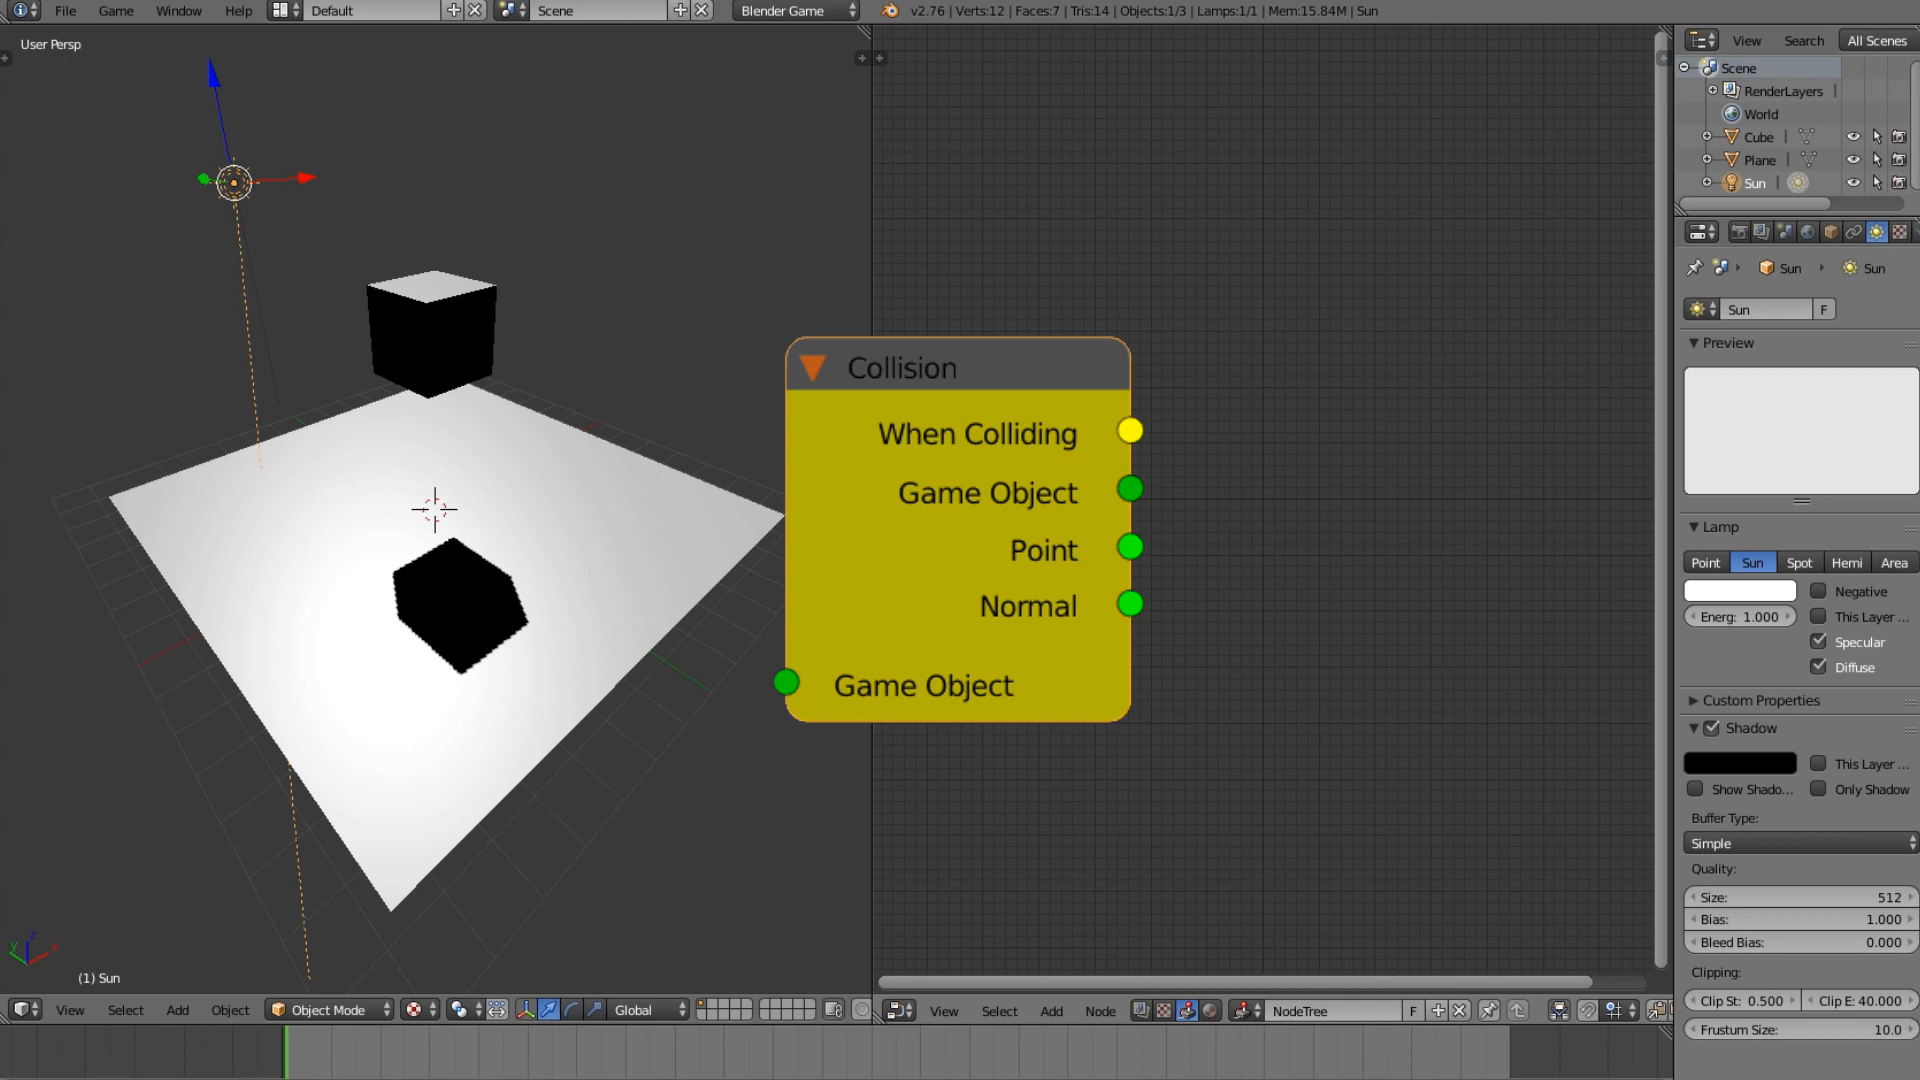 File Game Window Help Default Scene Blender Game v2.76 | Verts:12 | Faces:7 | Tris:14 | Objects:1/3 | Lamps:1/1 | Mem:15.84M | Sun
User Persp
View Search All Scenes
Scene
RenderLayers
World
Cube
Plane
Sun
Sun Sun
Sun F
Preview
Collision
When Colliding
Game Object
Point
Normal
Game Object
Lamp
Point Sun Spot Hemi Area
Negative
Energ: 1.000 This Layer ...
Specular
Diffuse
Custom Properties
Shadow
This Layer ...
Show Shado... Only Shadow
Buffer Type:
Simple
Quality:
Size: 512
Bias: 1.000
Bleed Bias: 0.000
Clipping:
Clip St: 0.500 Clip E: 40.000
Frustum Size: 10.0
z
y x
(1) Sun
View Select Add Object Object Mode Global
View Select Add Node NodeTree F